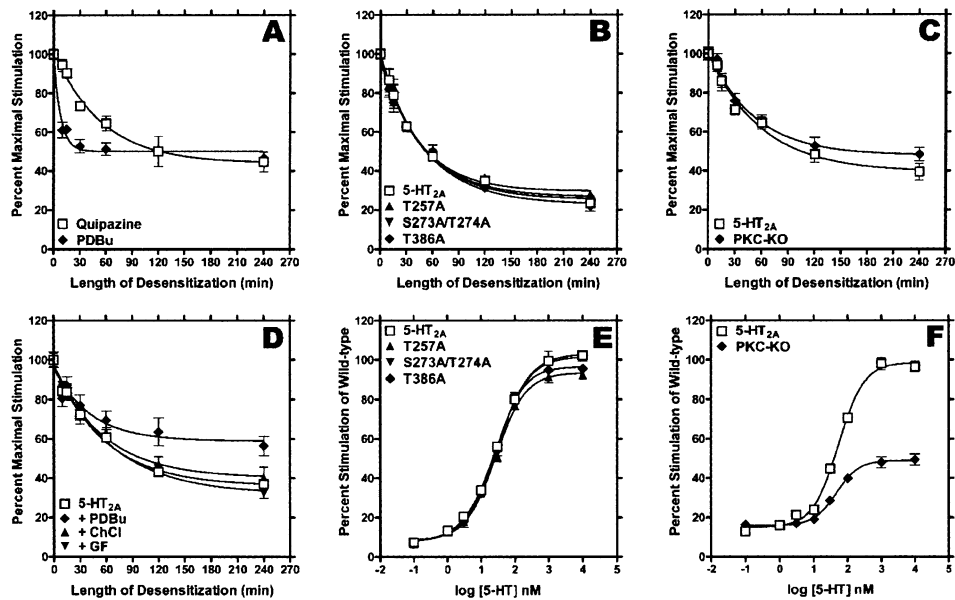 A
Percent Maximal Stimulation
120
100
80
60
40
20
0
Quipazine
PDBu
0 30 60 90 120 150 180 210 240 270
Length of Desensitization (min)
B
Percent Maximal Stimulation
120
100
80
60
40
20
0
5-HT2A
T257A
S273A/T274A
T386A
0 30 60 90 120 150 180 210 240 270
Length of Desensitization (min)
C
Percent Maximal Stimulation
120
100
80
60
40
20
0
5-HT2A
PKC-KO
0 30 60 90 120 150 180 210 240 270
Length of Desensitization (min)
D
Percent Maximal Stimulation
120
100
80
60
40
20
0
5-HT2A
+ PDBu
+ ChCl
+ GF
0 30 60 90 120 150 180 210 240 270
Length of Desensitization (min)
E
Percent Stimulation of Wild-type
120
100
80
60
40
20
0
5-HT2A
T257A
S273A/T274A
T386A
-2 -1 0 1 2 3 4 5
log [5-HT] nM
F
Percent Stimulation of Wild-type
120
100
80
60
40
20
0
5-HT2A
PKC-KO
-2 -1 0 1 2 3 4 5
log [5-HT] nM